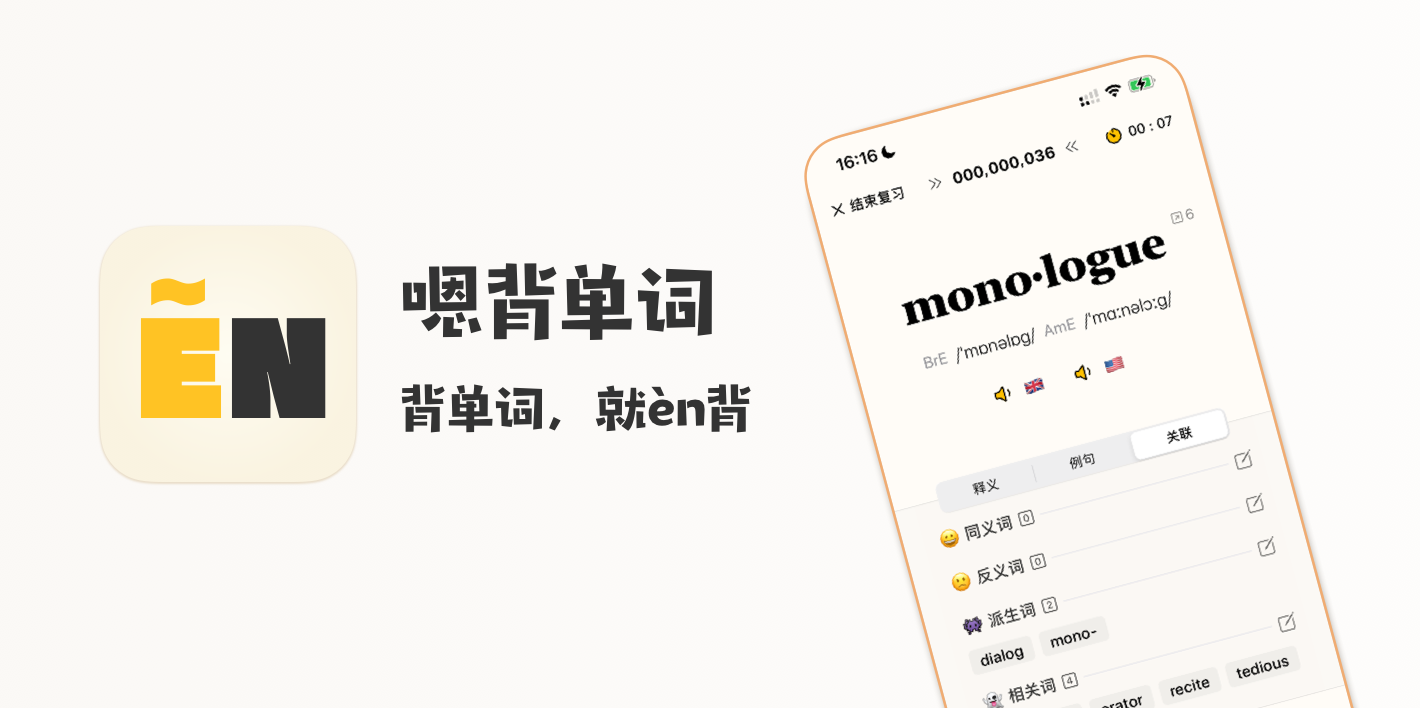 ẼN
嗯背单词
背单词，就èn背
16:16
结束复习
000,000,036
00 : 07
6
mono·logue
BrE /ˈmɒnəlɒɡ/ AmE /ˈmɑːnəlɔːɡ/
释义 例句 关联
同义词 0
反义词 0
派生词 2
dialog mono-
相关词 4
recite tedious